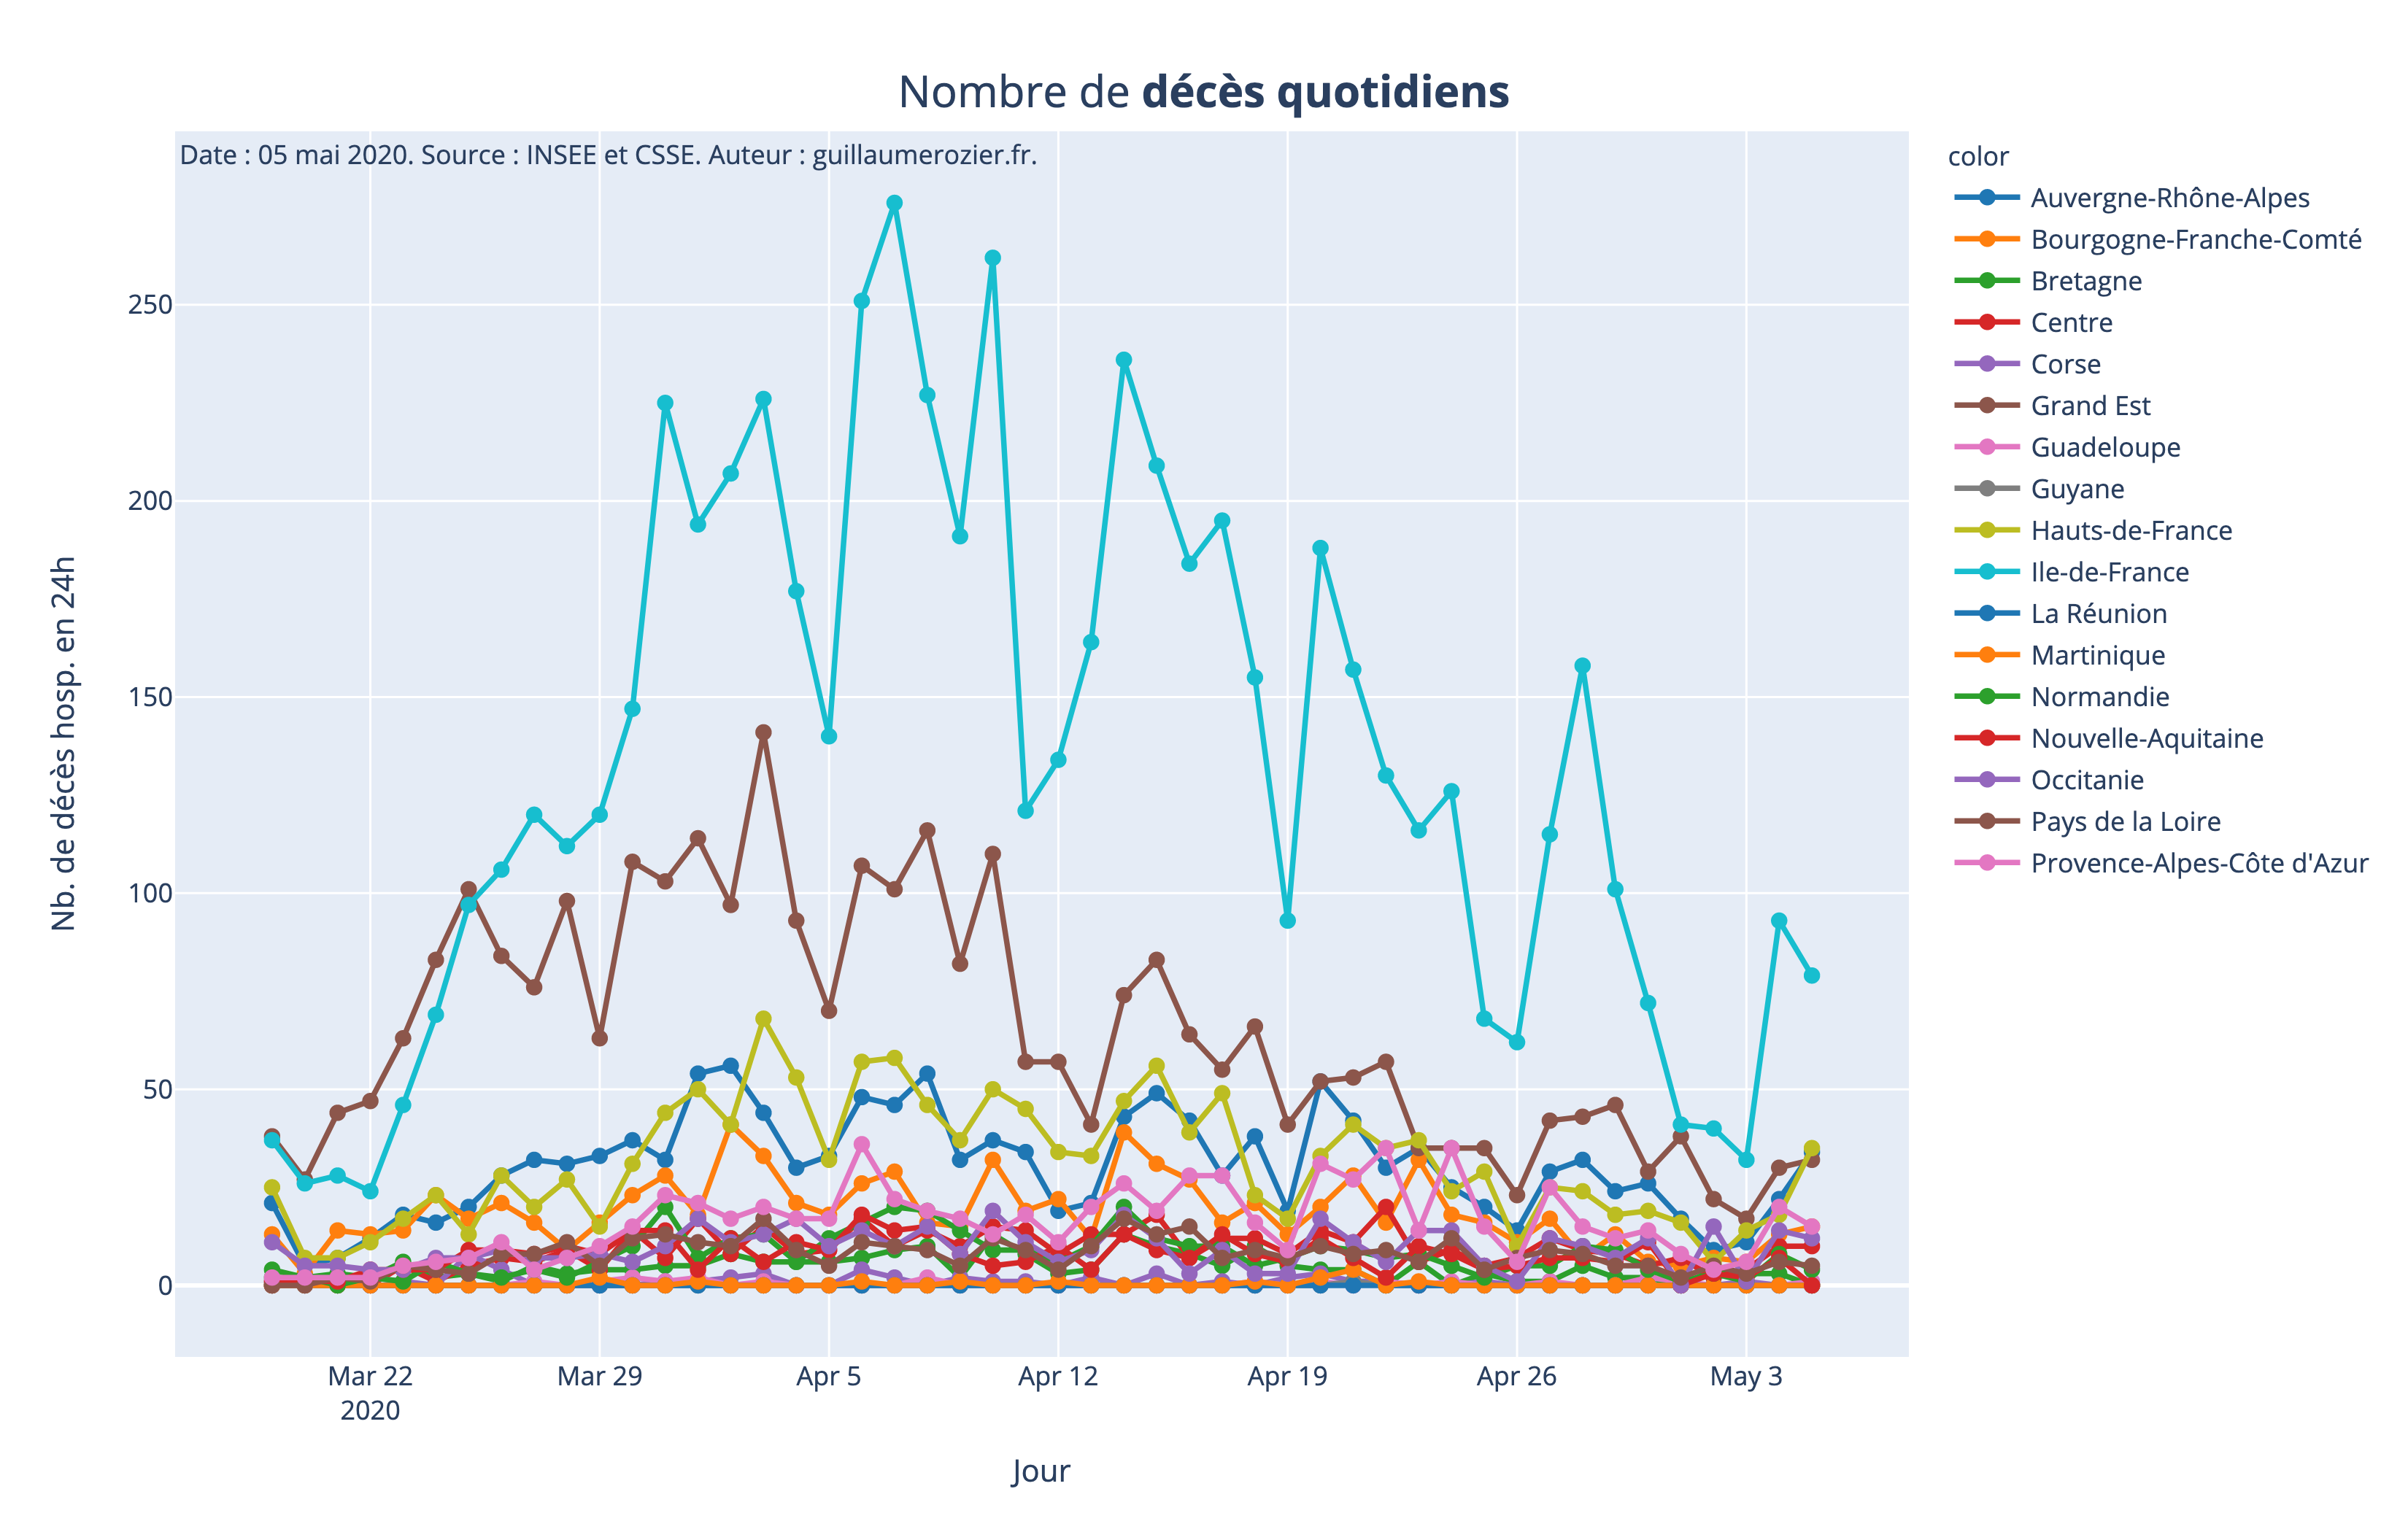 Nombre de décès quotidiens
Date : 05 mai 2020. Source : INSEE et CSSE. Auteur : guillaumerozier.fr.
color
Auvergne-Rhône-Alpes
Bourgogne-Franche-Comté
Bretagne
Centre
Corse
Grand Est
Guadeloupe
Guyane
Hauts-de-France
Ile-de-France
La Réunion
Martinique
Normandie
Nouvelle-Aquitaine
Occitanie
Pays de la Loire
Provence-Alpes-Côte d'Azur
Nb. de décès hosp. en 24h
250
200
150
100
50
0
Mar 22 Mar 29 Apr 5 Apr 12 Apr 19 Apr 26 May 3
2020
Jour